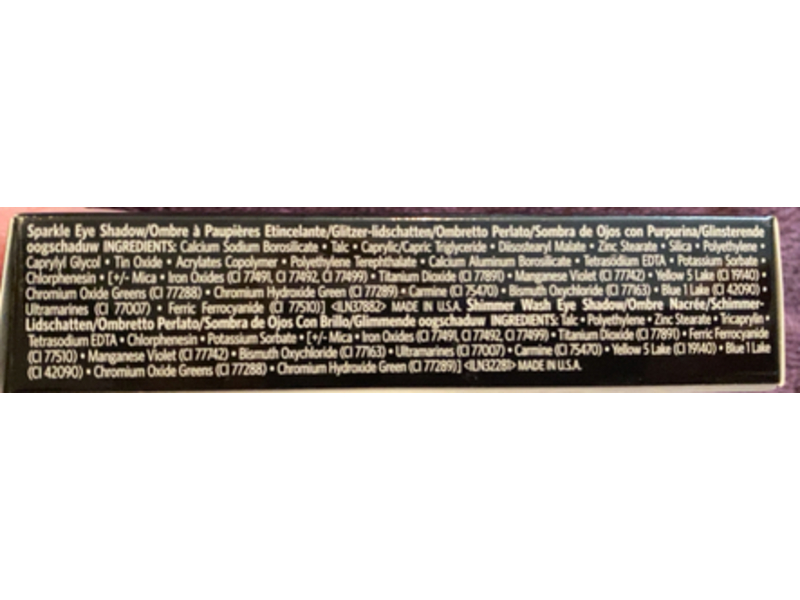 Sparkle Eye Shadow/Ombre à Paupières Etincelante/Glitzer-lidschatten/Ombretto Perlato/Sombra de Ojos con Purpurina/Glinsterende
oogschaduw INGREDIENTS: Calcium Sodium Borosilicate • Talc • Caprylic/Capric Triglyceride • Diisostearyl Malate • Zinc Stearate • Silica • Polyethylene •
Caprylyl Glycol • Tin Oxide • Acrylates Copolymer • Polyethylene Terephthalate • Calcium Aluminum Borosilicate • Tetrasodium EDTA • Potassium Sorbate •
Chlorphenesin • [+/- Mica • Iron Oxides (CI 77491, CI 77492, CI 77499) • Titanium Dioxide (CI 77891) • Manganese Violet (CI 77742) • Yellow 5 Lake (CI 19140) •
Chromium Oxide Greens (CI 77288) • Chromium Hydroxide Green (CI 77289) • Carmine (CI 75470) • Bismuth Oxychloride (CI 77163) • Blue 1 Lake (CI 42090) •
Ultramarines (CI 77007) • Ferric Ferrocyanide (CI 77510)] <ILN37882> MADE IN U.S.A. Shimmer Wash Eye Shadow/Ombre Nacrée/Schimmer-
Lidschatten/Ombretto Perlato/Sombra de Ojos Con Brillo/Glimmende oogschaduw INGREDIENTS: Talc • Polyethylene • Zinc Stearate • Tricaprylin •
Tetrasodium EDTA • Chlorphenesin • Potassium Sorbate • [+/- Mica • Iron Oxides (CI 77491, CI 77492, CI 77499) • Titanium Dioxide (CI 77891) • Ferric Ferrocyanide
(CI 77510) • Manganese Violet (CI 77742) • Bismuth Oxychloride (CI 77163) • Ultramarines (CI 77007) • Carmine (CI 75470) • Yellow 5 Lake (CI 19140) • Blue 1 Lake
(CI 42090) • Chromium Oxide Greens (CI 77288) • Chromium Hydroxide Green (CI 77289)] <ILN32281> MADE IN U.S.A.